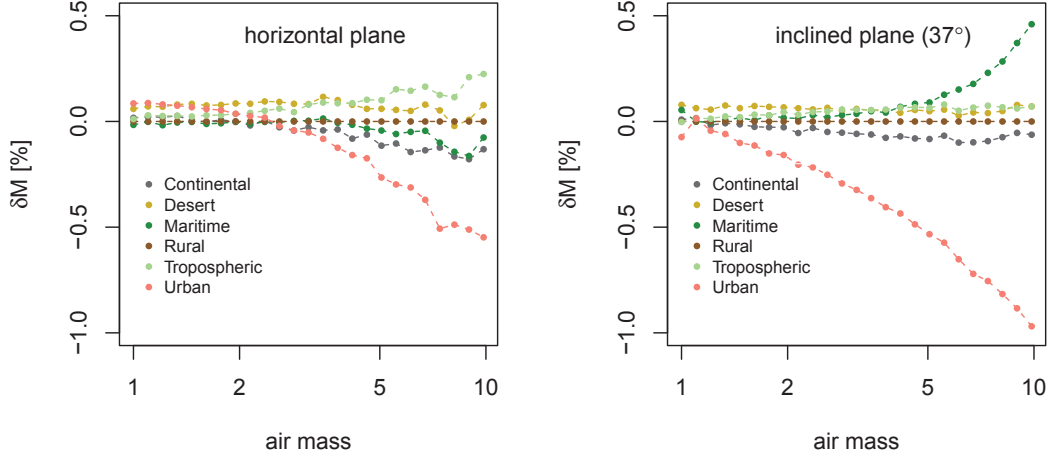 horizontal plane
0.5
0.0
−0.5
−1.0
δM [%]
Continental
Desert
Maritime
Rural
Tropospheric
Urban
1 2 5 10
air mass
inclined plane (37°)
0.5
0.0
−0.5
−1.0
δM [%]
Continental
Desert
Maritime
Rural
Tropospheric
Urban
1 2 5 10
air mass